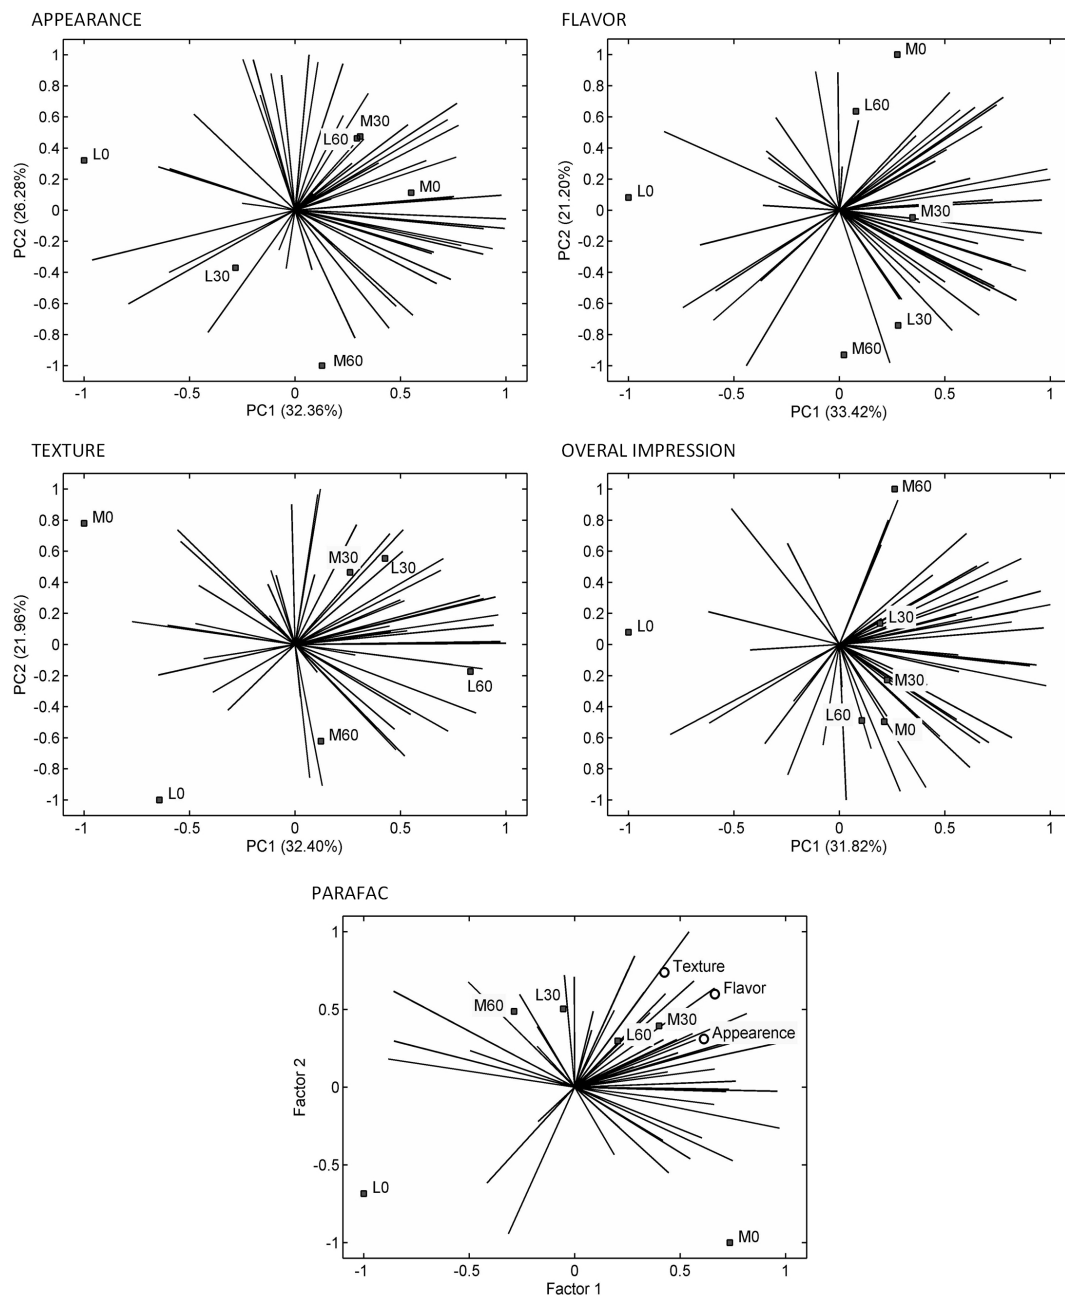 APPEARANCE
1
0.8
0.6
0.4
0.2
0
-0.2
-0.4
-0.6
-0.8
-1
PC2 (26.28%)
L0
L60
M30
M0
L30
M60
-1
-0.5
0
0.5
1
PC1 (32.36%)
FLAVOR
1
0.8
0.6
0.4
0.2
0
-0.2
-0.4
-0.6
-0.8
-1
PC2 (21.20%)
M0
L60
L0
M30
L30
M60
-1
-0.5
0
0.5
1
PC1 (33.42%)
TEXTURE
1
0.8
0.6
0.4
0.2
0
-0.2
-0.4
-0.6
-0.8
-1
PC2 (21.96%)
M0
M30
L30
L60
M60
L0
-1
-0.5
0
0.5
1
PC1 (32.40%)
OVERAL IMPRESSION
1
0.8
0.6
0.4
0.2
0
-0.2
-0.4
-0.6
-0.8
-1
M60
L0
L30
M30
L60
M0
-1
-0.5
0
0.5
1
PC1 (31.82%)
PARAFAC
1
0.5
0
-0.5
-1
Factor 2
Texture
Flavor
M60
L30
M30
L60
Appearence
L0
M0
-1
-0.5
0
0.5
1
Factor 1